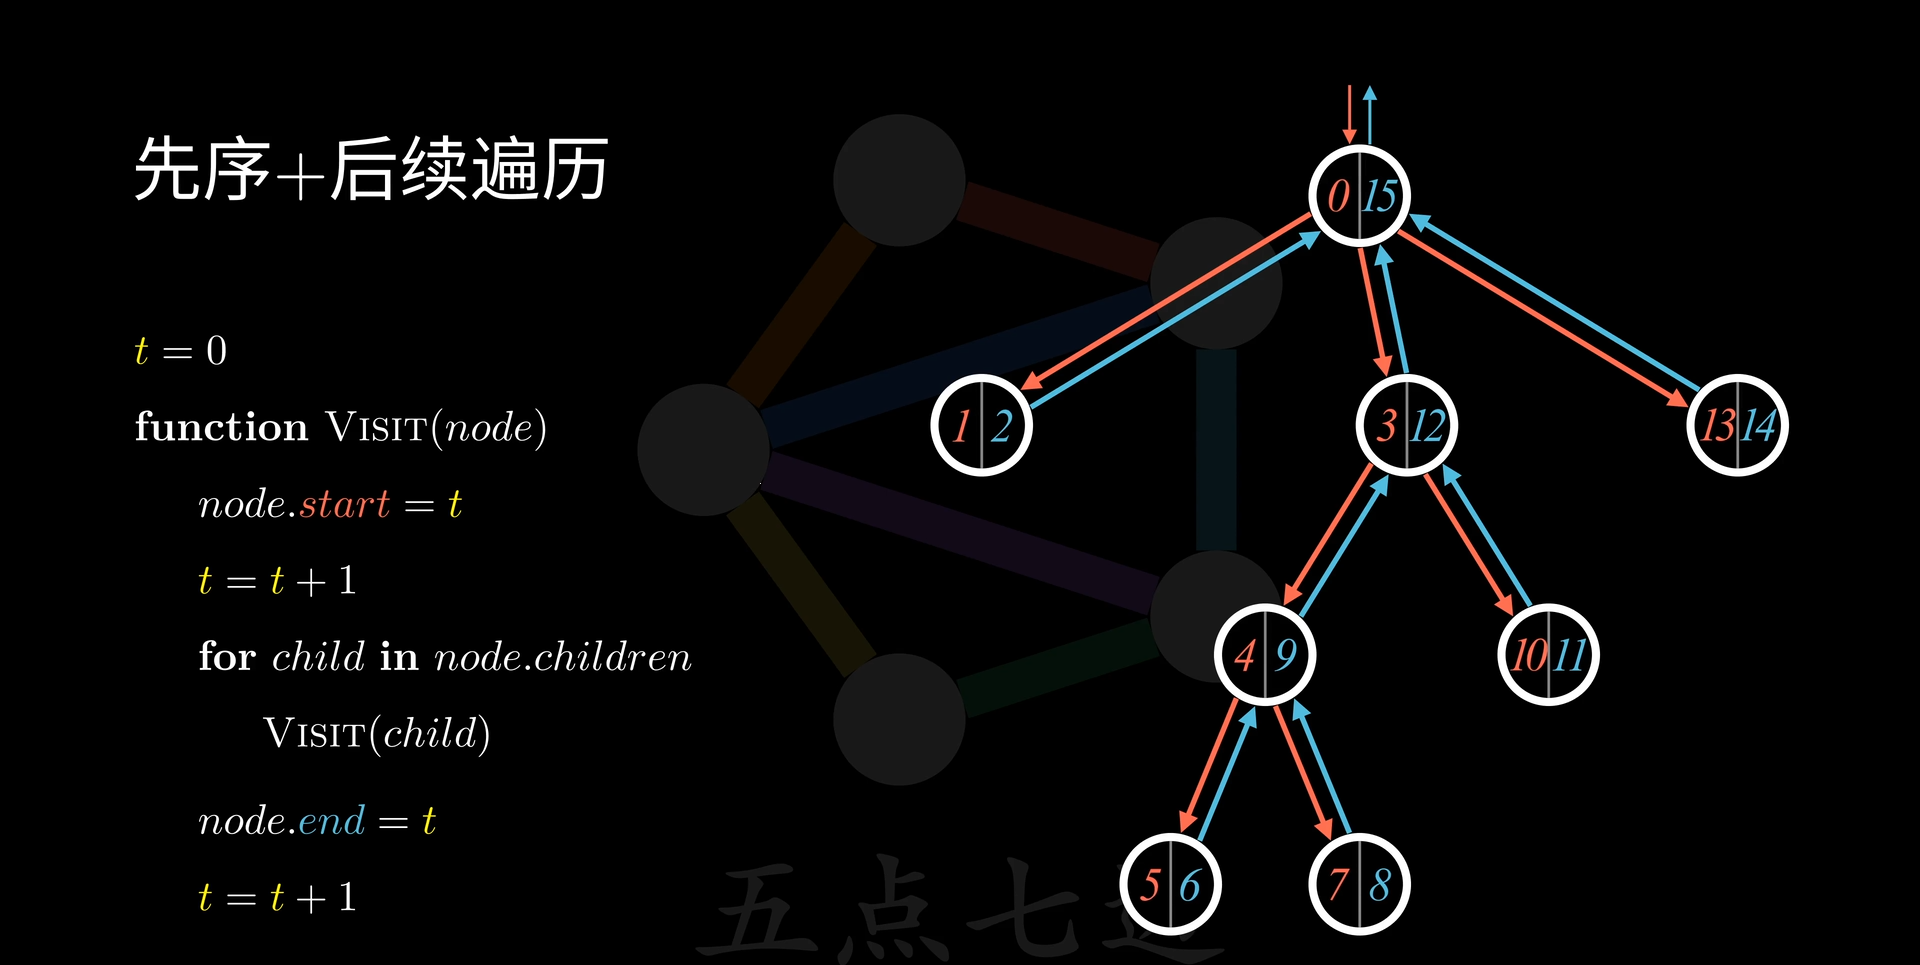 先序+后续遍历
t = 0
function VISIT(node)
node.start = t
t = t + 1
for child in node.children
VISIT(child)
node.end = t
t = t + 1
0 15
1 2
3 12
13 14
4 9
10 11
5 6
7 8
五点七边